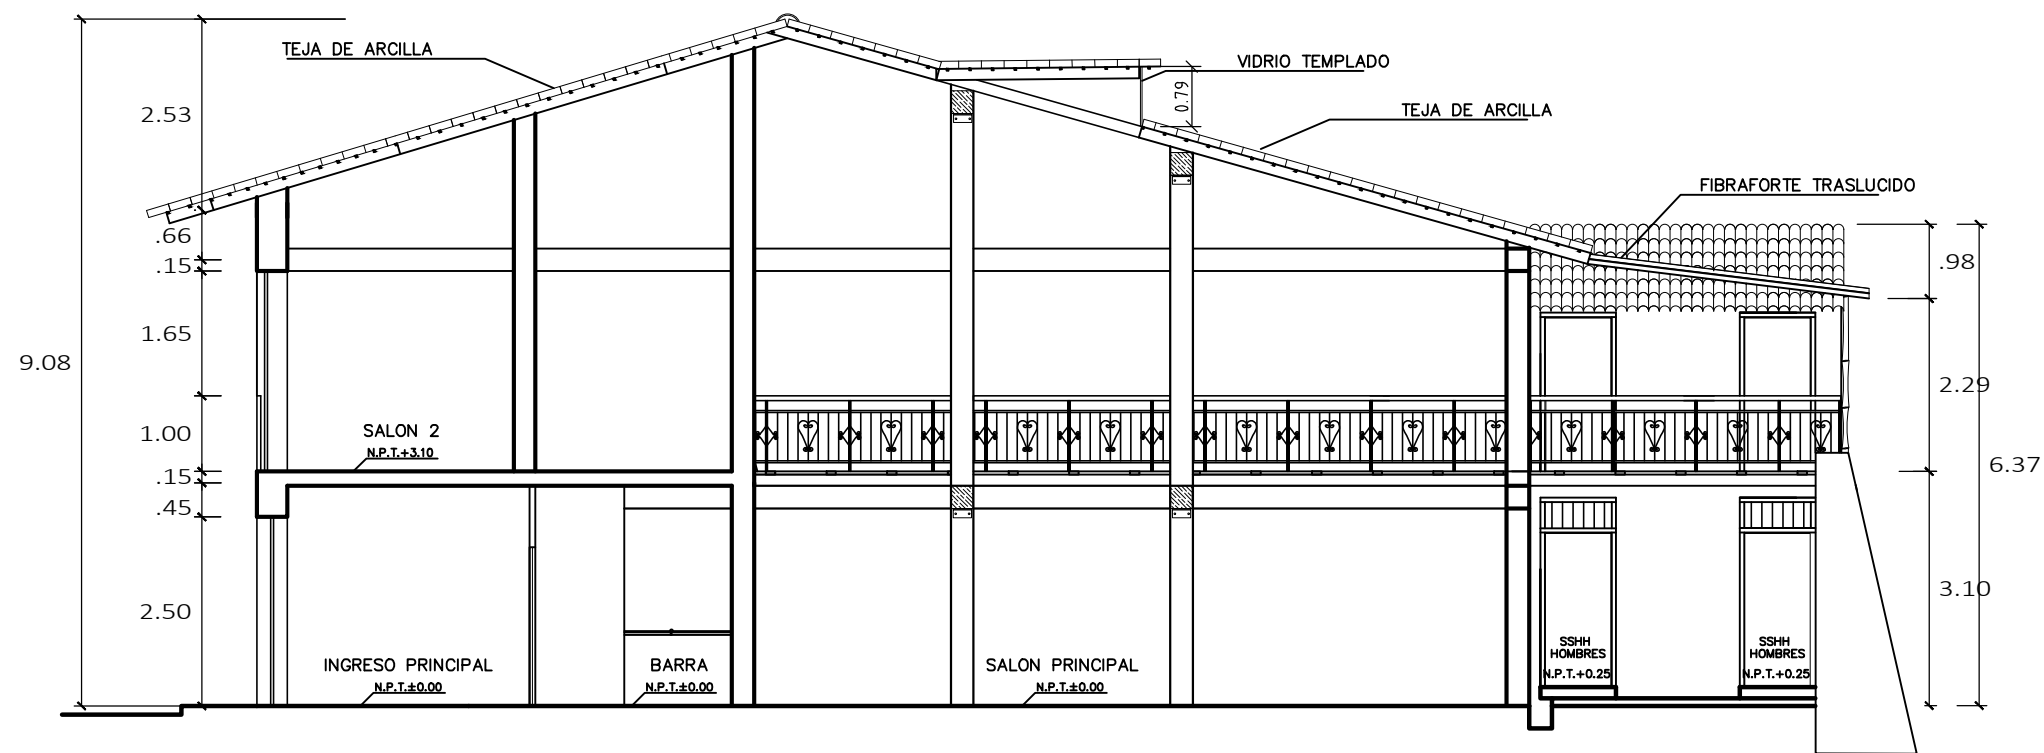 TEJA DE ARCILLA
VIDRIO TEMPLADO
0.79
TEJA DE ARCILLA
2.53
FIBRAFORTE TRASLUCIDO
.66
.15
.98
1.65
9.08
2.29
1.00
SALON 2
N.P.T.+3.10
.15
6.37
.45
2.50
3.10
INGRESO PRINCIPAL
N.P.T.±0.00
BARRA
N.P.T.±0.00
SALON PRINCIPAL
N.P.T.±0.00
SSHH
HOMBRES
N.P.T.+0.25
SSHH
HOMBRES
N.P.T.+0.25